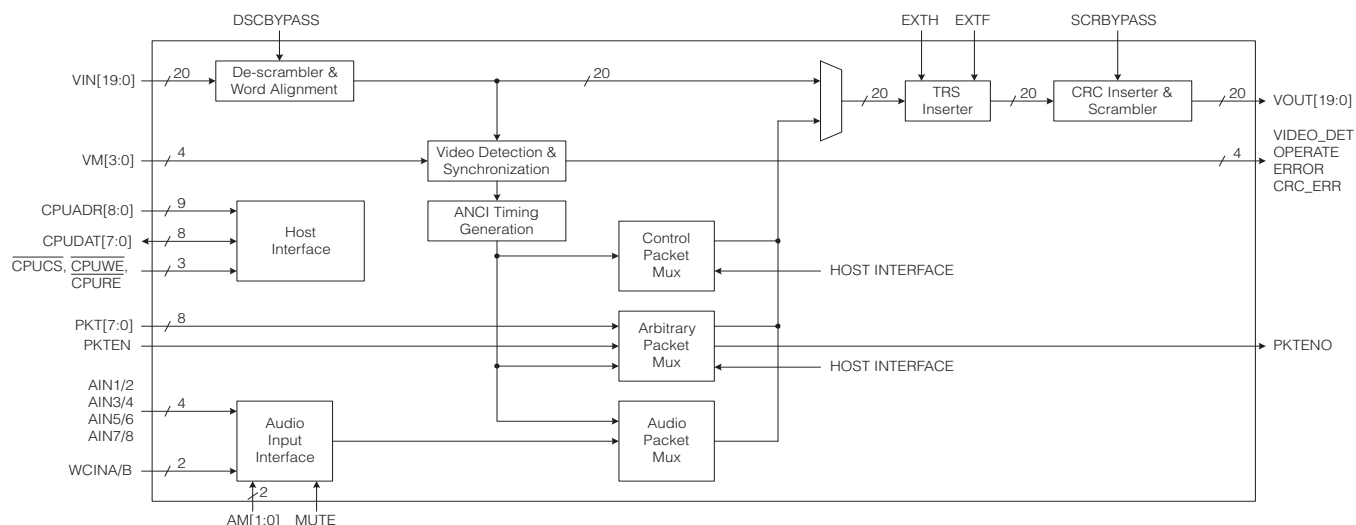 DSCBYPASS
EXTH
EXTF
SCRBYPASS
VIN[19:0]
20
De-scrambler &
Word Alignment
20
20
TRS
Inserter
20
CRC Inserter &
Scrambler
20
VOUT[19:0]
VM[3:0]
4
Video Detection &
Synchronization
4
VIDEO_DET
OPERATE
ERROR
CRC_ERR
CPUADR[8:0]
9
CPUDAT[7:0]
8
CPUCS, CPUWE,
CPURE
3
Host
Interface
ANCI Timing
Generation
Control
Packet
Mux
HOST INTERFACE
PKT[7:0]
8
PKTEN
Arbitrary
Packet
Mux
PKTENO
HOST INTERFACE
AIN1/2
AIN3/4
AIN5/6
AIN7/8
4
Audio
Input
Interface
Audio
Packet
Mux
WCINA/B
2
2
AM[1:0]
MUTE